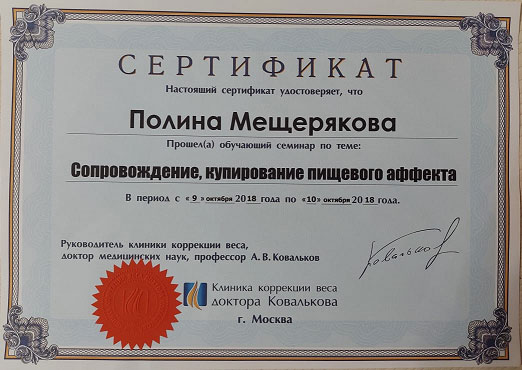 СЕРТИФИКАТ
Настоящий сертификат удостоверяет, что
Полина Мещерякова
Прошел(а) обучающий семинар по теме:
Сопровождение, купирование пищевого аффекта
В период с « 9 » октября 2018 года по «10» октября 2018 года.
Руководитель клиники коррекции веса,
доктор медицинских наук, профессор А.В.Ковальков
Клиника коррекции веса
доктора Ковалькова
г. Москва